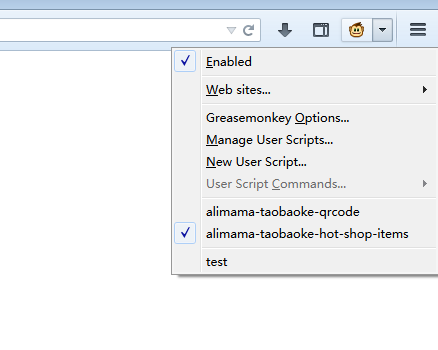 Enabled
Web sites...
Greasemonkey Options...
Manage User Scripts...
New User Script...
User Script Commands...
alimama-taobaoke-qrcode
alimama-taobaoke-hot-shop-items
test